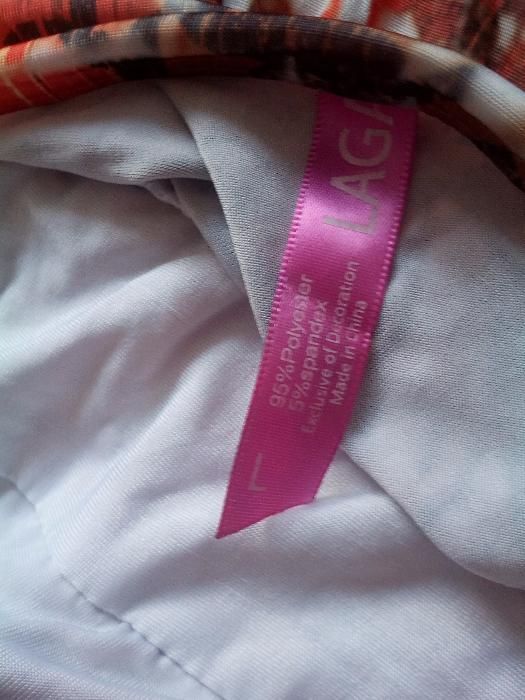 LAGA
95%Polyester
5%spandex
Exclusive of Decoration
Made in China
L